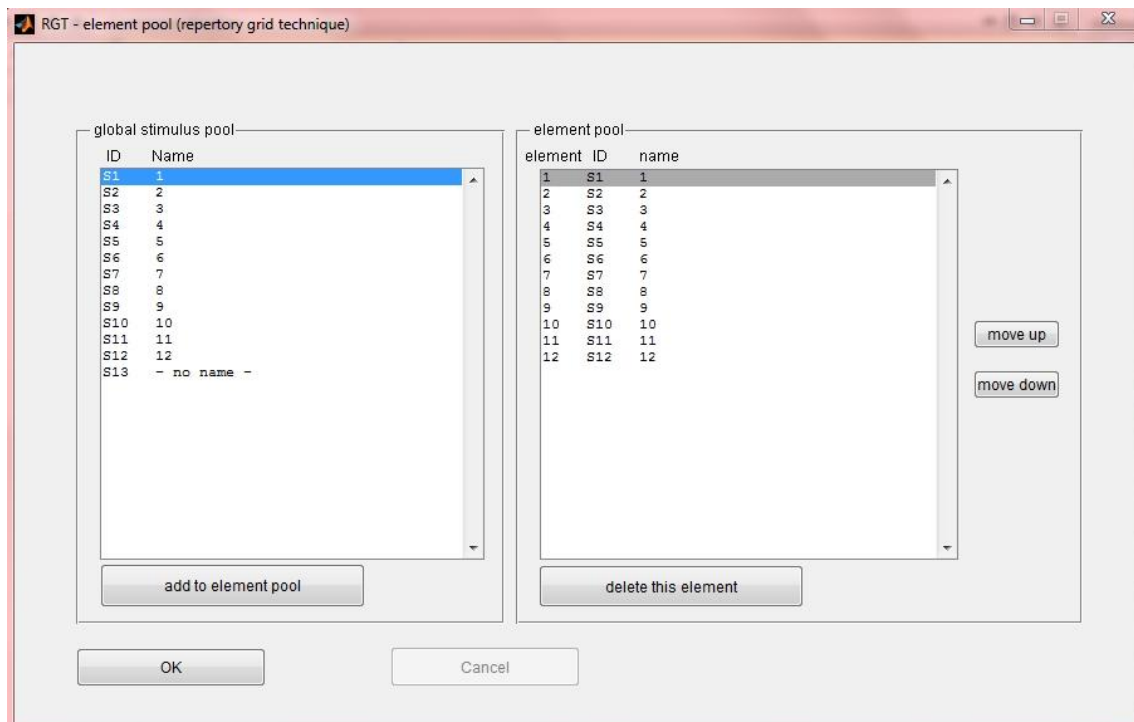 RGT - element pool (repertory grid technique)
global stimulus pool
ID Name
S1 1
S2 2
S3 3
S4 4
S5 5
S6 6
S7 7
S8 8
S9 9
S10 10
S11 11
S12 12
S13 - no name -
add to element pool
element pool
element ID name
1 S1 1
2 S2 2
3 S3 3
4 S4 4
5 S5 5
6 S6 6
7 S7 7
8 S8 8
9 S9 9
10 S10 10
11 S11 11
12 S12 12
delete this element
move up
move down
OK
Cancel